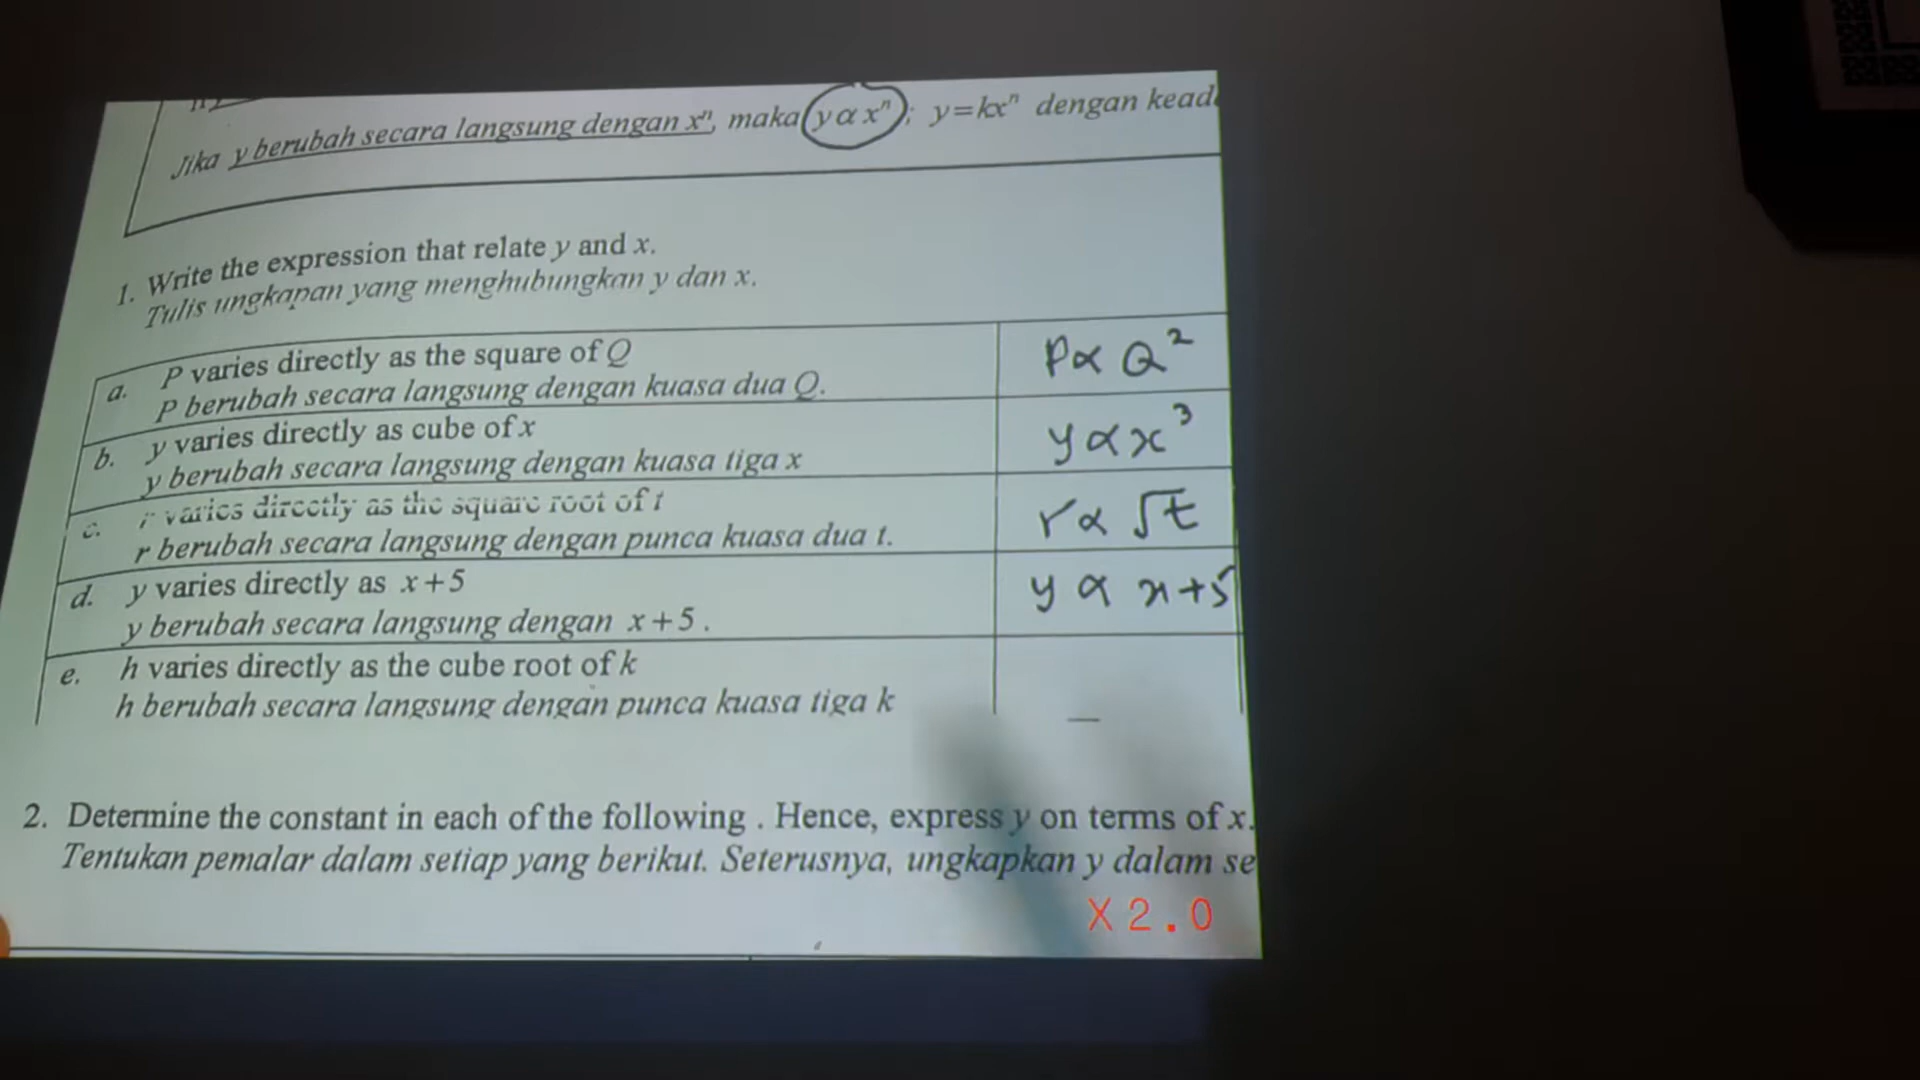 Jika y berubah secara langsung dengan xⁿ, maka y α xⁿ; y=kxⁿ dengan
1. Write the expression that relate y and x.
Tulis ungkapan yang menghubungkan y dan x.
a. P varies directly as the square of Q
P berubah secara langsung dengan kuasa dua Q.
P ∝ Q²
b. y varies directly as cube of x
y berubah secara langsung dengan kuasa tiga x
y ∝ x³
c. r varies directly as the square root of t
r berubah secara langsung dengan punca kuasa dua t.
r ∝ √t
d. y varies directly as x+5
y berubah secara langsung dengan x+5.
y ∝ x+5
e. h varies directly as the cube root of k
h berubah secara langsung dengan punca kuasa tiga k
2. Determine the constant in each of the following . Hence, express y on terms of x.
Tentukan pemalar dalam setiap yang berikut. Seterusnya, ungkapkan y dalam se
X2.0